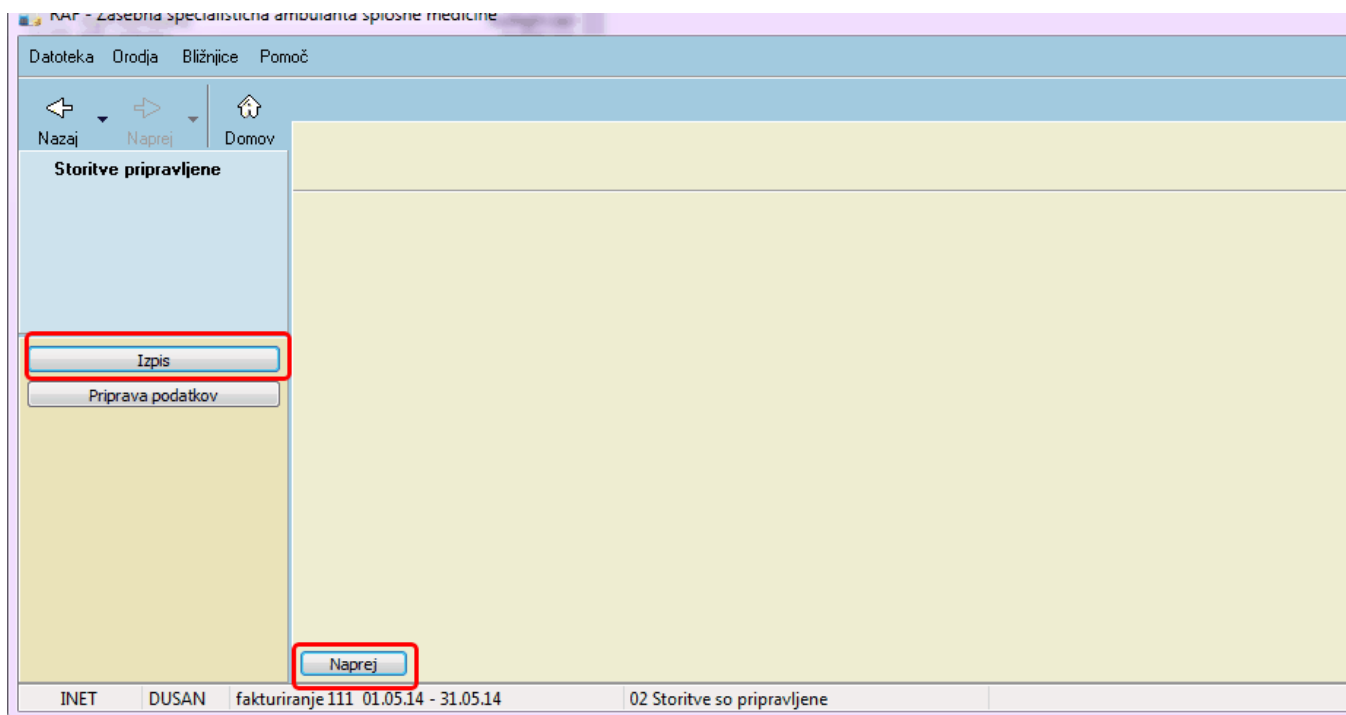 RAF - Zasebna specialistična ambulanta splošne medicine
Datoteka Orodja Bližnjice Pomoč
Nazaj Naprej Domov
Storitve pripravljene
Izpis
Priprava podatkov
Naprej
INET DUSAN fakturiranje 111 01.05.14 - 31.05.14 02 Storitve so pripravljene